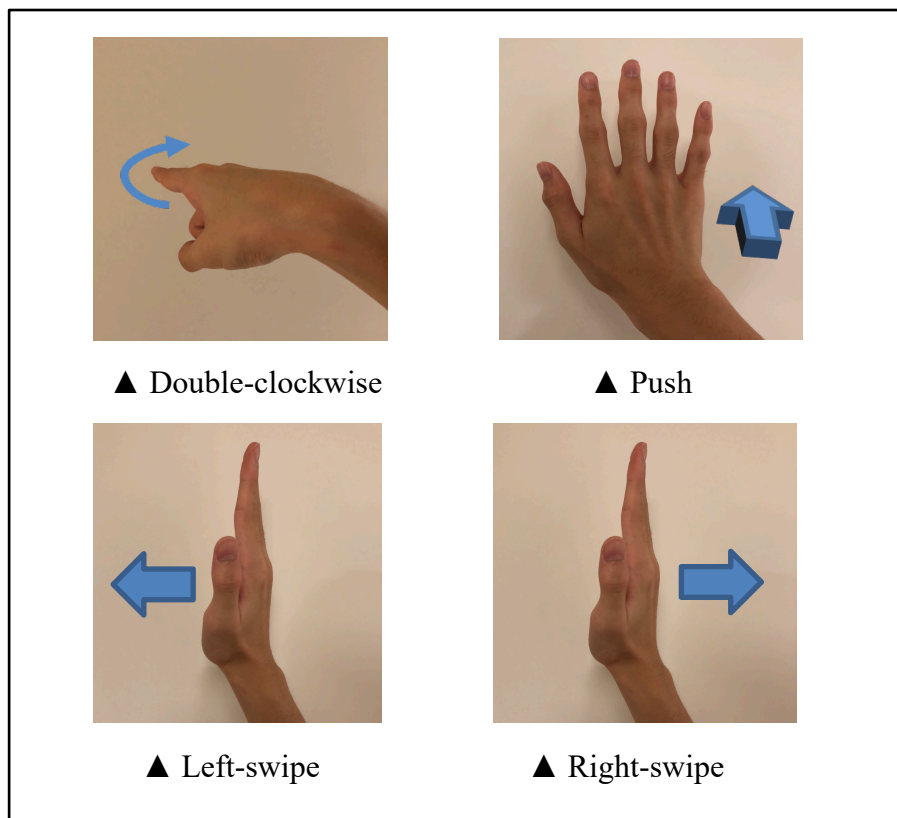 ▲ Double-clockwise
▲ Push
▲ Left-swipe
▲ Right-swipe